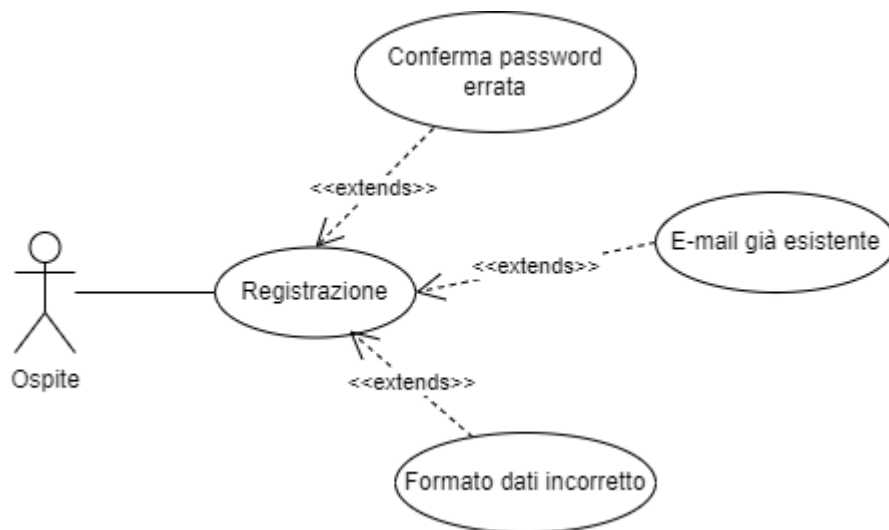 Conferma password
errata
<<extends>>
E-mail già esistente
<<extends>>
Registrazione
Ospite
<<extends>>
Formato dati incorretto